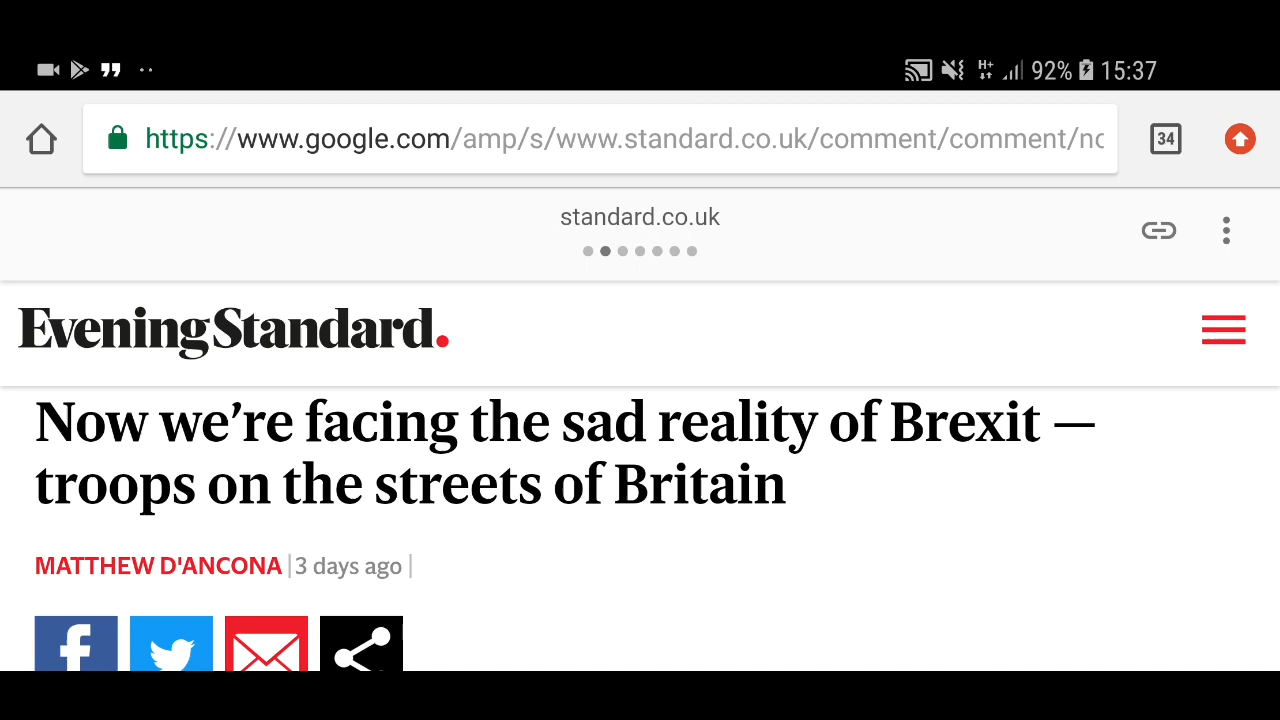 H+ 92% 15:37
https://www.google.com/amp/s/www.standard.co.uk/comment/comment/no 34
standard.co.uk
Evening Standard.
Now we're facing the sad reality of Brexit —
troops on the streets of Britain
MATTHEW D'ANCONA | 3 days ago |